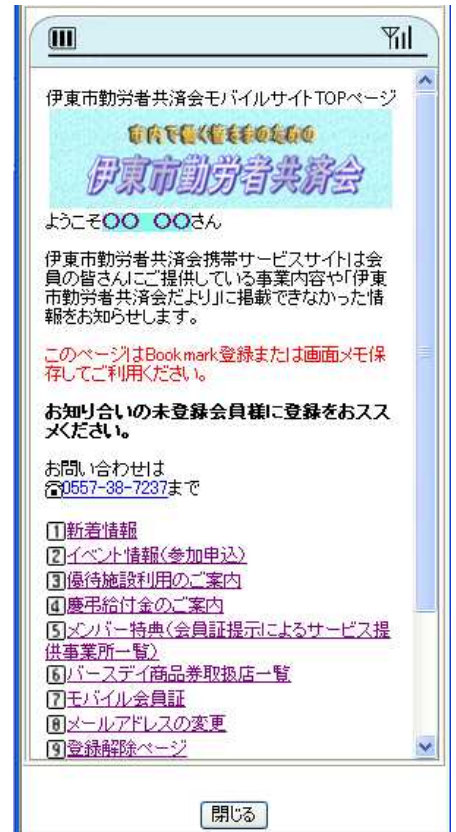 伊東市勤労者共済会モバイルサイトTOPページ
市内で働く皆さまのための
伊東市勤労者共済会
ようこそ〇〇 〇〇さん
伊東市勤労者共済会携帯サービスサイトは会
員の皆さんにご提供している事業内容や「伊東
市勤労者共済会だより」に掲載できなかった情
報をお知らせします。
このページはBookmark登録または画面メモ保
存してご利用ください。
お知り合いの未登録会員様に登録をおスス
メください。
お問い合わせは
☎0557-38-7237まで
1新着情報
2イベント情報(参加申込)
3優待施設利用のご案内
4慶弔給付金のご案内
5メンバー特典(会員証提示によるサービス提
供事業所一覧)
6バースデイ商品券取扱店一覧
7モバイル会員証
8メールアドレスの変更
9登録解除ページ
閉じる